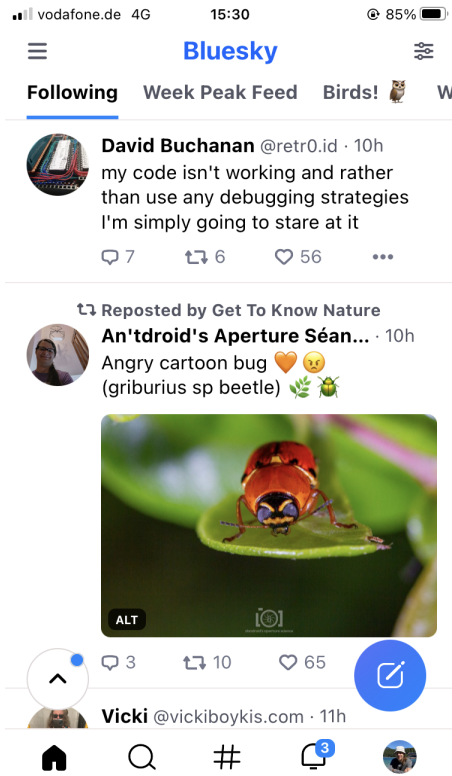 vodafone.de 4G 15:30 85%
Bluesky
Following Week Peak Feed Birds! 🦉 W
David Buchanan @retr0.id · 10h
my code isn't working and rather
than use any debugging strategies
I'm simply going to stare at it
7 6 56
Reposted by Get To Know Nature
An'tdroid's Aperture Séan... · 10h
Angry cartoon bug 🧡😠
(griburius sp beetle) 🌿🪲
ALT
3 10 65
Vicki @vickiboykis.com · 11h
3